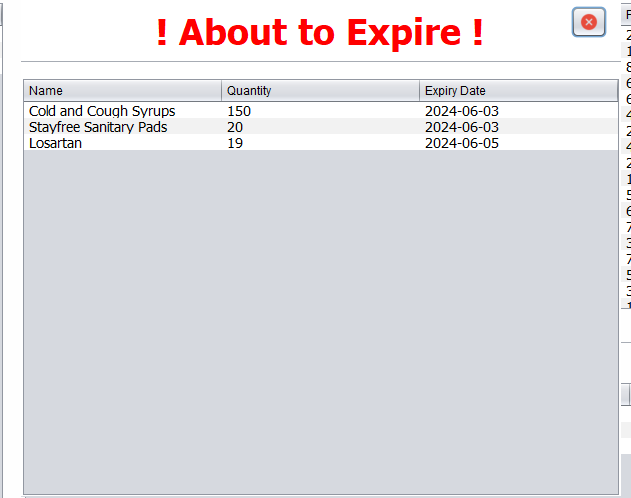 ! About to Expire !
Name Quantity Expiry Date
Cold and Cough Syrups 150 2024-06-03
Stayfree Sanitary Pads 20 2024-06-03
Losartan 19 2024-06-05